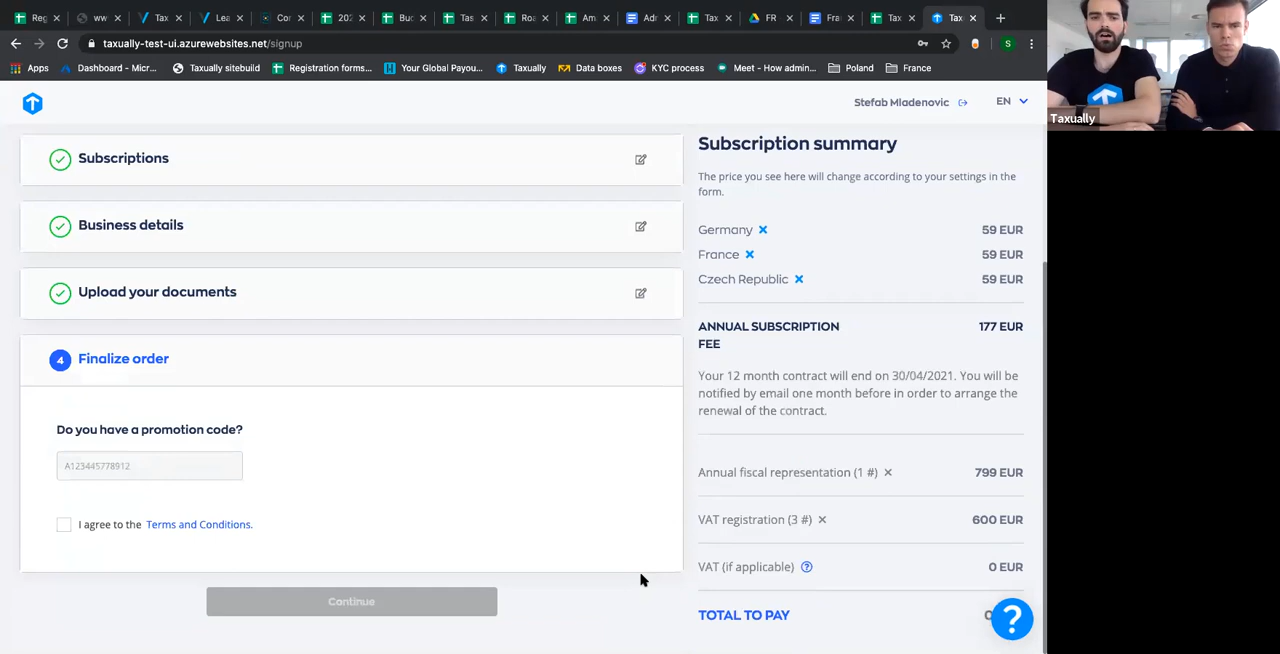 Reg
ww
Tax
Lea
Cor
202
Buc
Tas
Roa
Ama
Adr
Tax
FR
Fra
Tax
Tax
taxually-test-ui.azurewebsites.net/signup
S
Apps
Dashboard - Micr...
Taxually sitebuild
Registration forms...
Your Global Payou...
Taxually
Data boxes
KYC process
Meet - How admin...
Poland
France
Taxually
Stefab Mladenovic
EN
Subscriptions
Business details
Upload your documents
4 Finalize order
Do you have a promotion code?
A123445778912
I agree to the Terms and Conditions.
Continue
Subscription summary
The price you see here will change according to your settings in the
form.
Germany 59 EUR
France 59 EUR
Czech Republic 59 EUR
ANNUAL SUBSCRIPTION 177 EUR
FEE
Your 12 month contract will end on 30/04/2021. You will be
notified by email one month before in order to arrange the
renewal of the contract.
Annual fiscal representation (1 #) 799 EUR
VAT registration (3 #) 600 EUR
VAT (if applicable) ? 0 EUR
TOTAL TO PAY
?